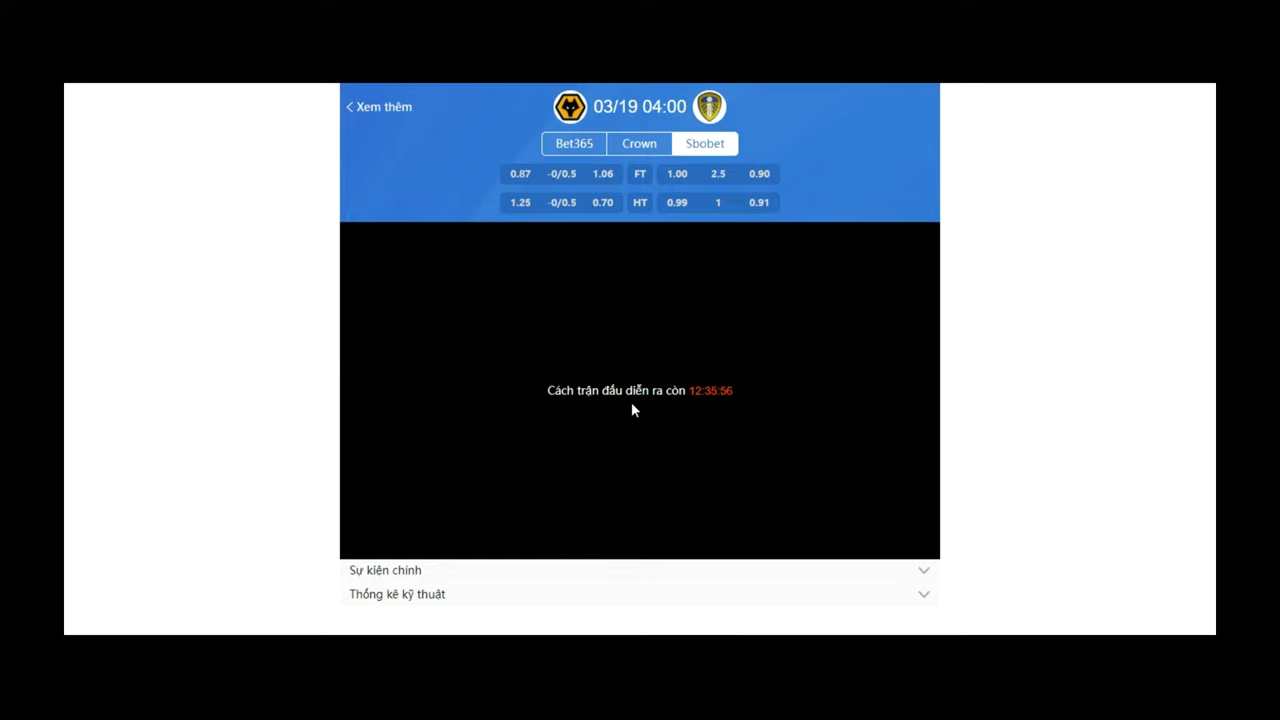 Xem thêm
03/19 04:00
Bet365 Crown Sbobet
0.87 -0/0.5 1.06 FT 1.00 2.5 0.90
1.25 -0/0.5 0.70 HT 0.99 1 0.91
Cách trận đấu diễn ra còn 12:35:56
Sự kiện chính
Thống kê kỹ thuật